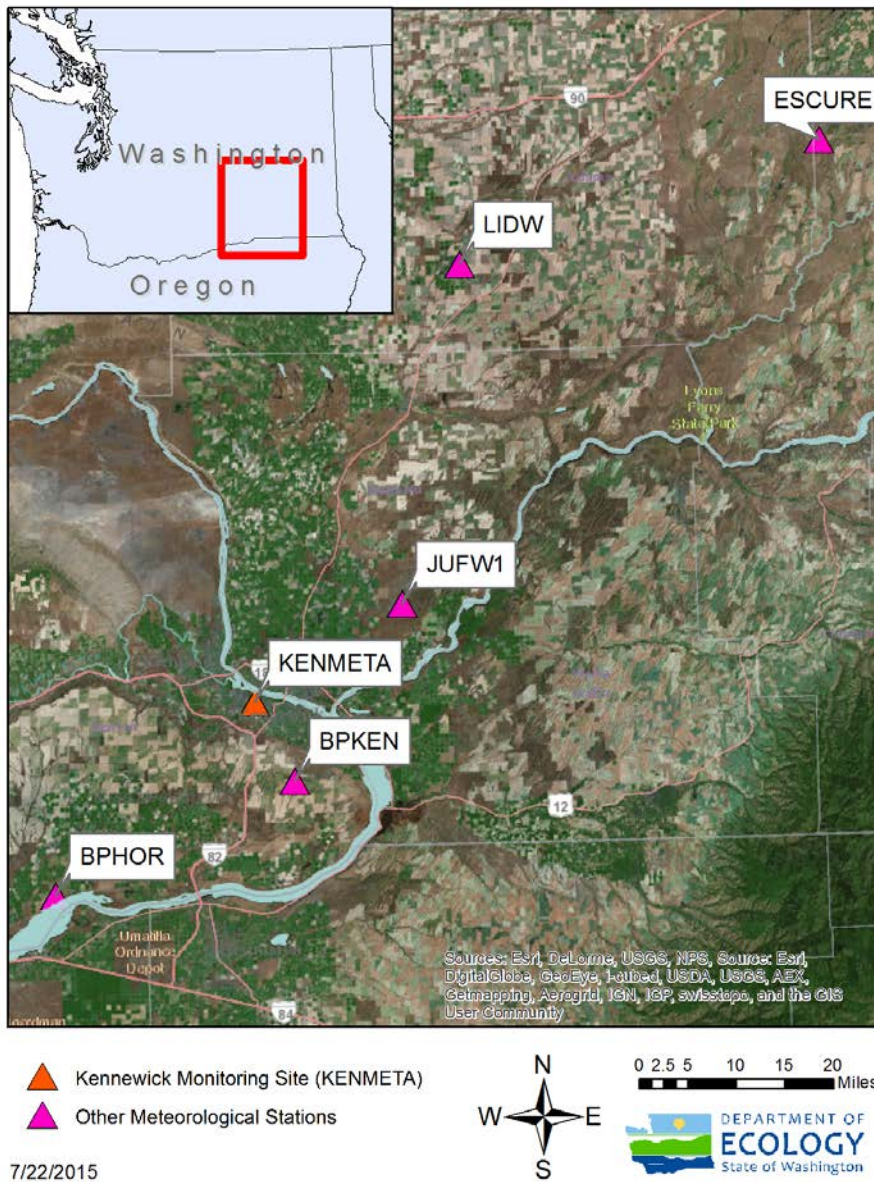 Washington
Oregon
90
ESCURE
LIDW
Lyons
Ferry
State Park
JUFW1
KENMETA
BPKEN
12
BPHOR
82
Umatilla
Ordnance
Depot
84
Sources: Esri, DeLorme, USGS, NPS, Source: Esri,
DigitalGlobe, GeoEye, i-cubed, USDA, USGS, AEX,
Getmapping, Aerogrid, IGN, IGP, swisstopo, and the GIS
User Community
Kennewick Monitoring Site (KENMETA)
Other Meteorological Stations
N
W
E
S
0 2.5 5 10 15 20
Miles
DEPARTMENT OF
ECOLOGY
State of Washington
7/22/2015